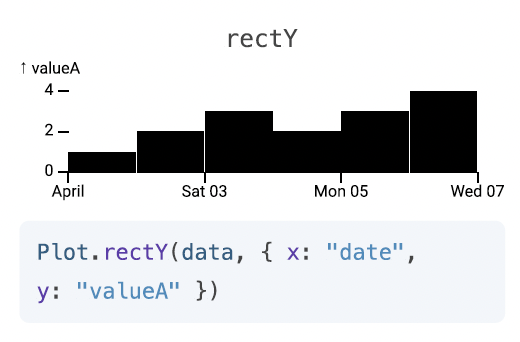 rectY
↑ valueA
4
2
0
April Sat 03 Mon 05 Wed 07
Plot.rectY(data, { x: "date",
y: "valueA" })